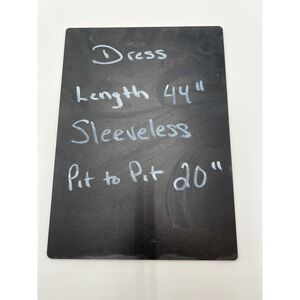 Dress
Length 44"
Sleeveless
Pit to Pit 20"